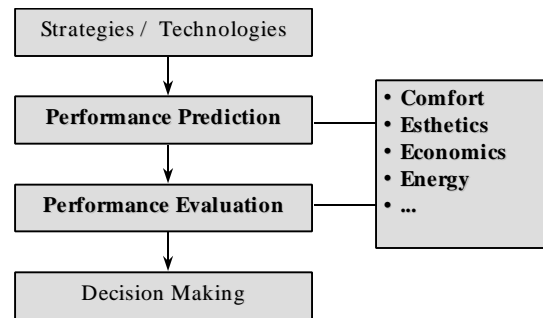 Strategies / Technologies
Performance Prediction
Performance Evaluation
Decision Making
• Comfort
• Esthetics
• Economics
• Energy
• ...